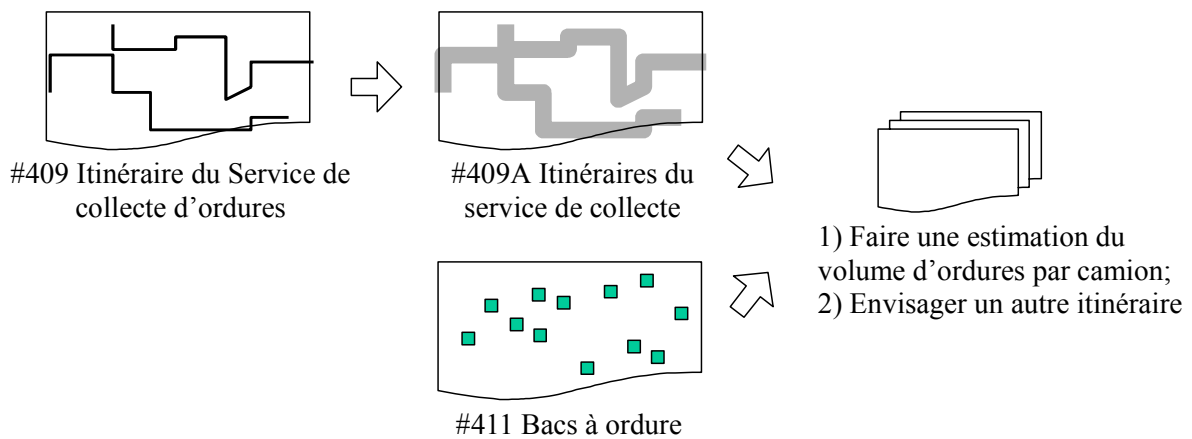 #409 Itinéraire du Service de
collecte d’ordures
#409A Itinéraires du
service de collecte
#411 Bacs à ordure
1) Faire une estimation du
volume d’ordures par camion;
2) Envisager un autre itinéraire